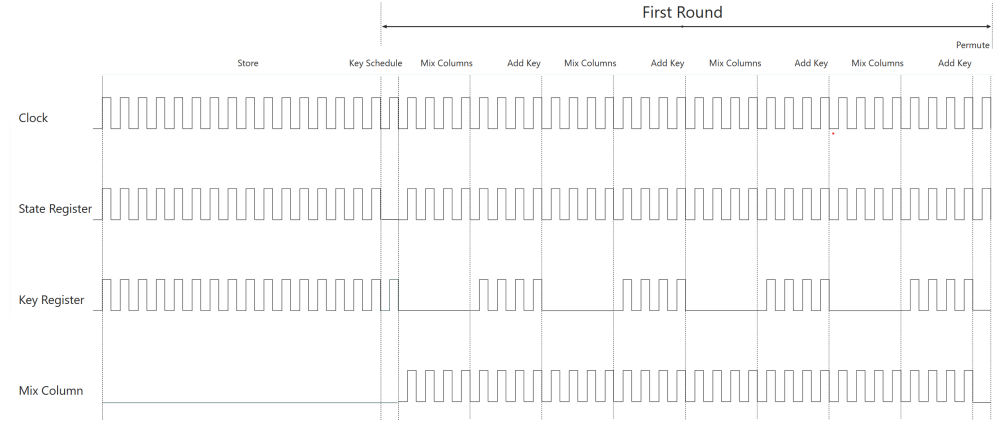 First Round
Permute
Store Key Schedule Mix Columns Add Key Mix Columns Add Key Mix Columns Add Key Mix Columns Add Key
Clock
State Register
Key Register
Mix Column